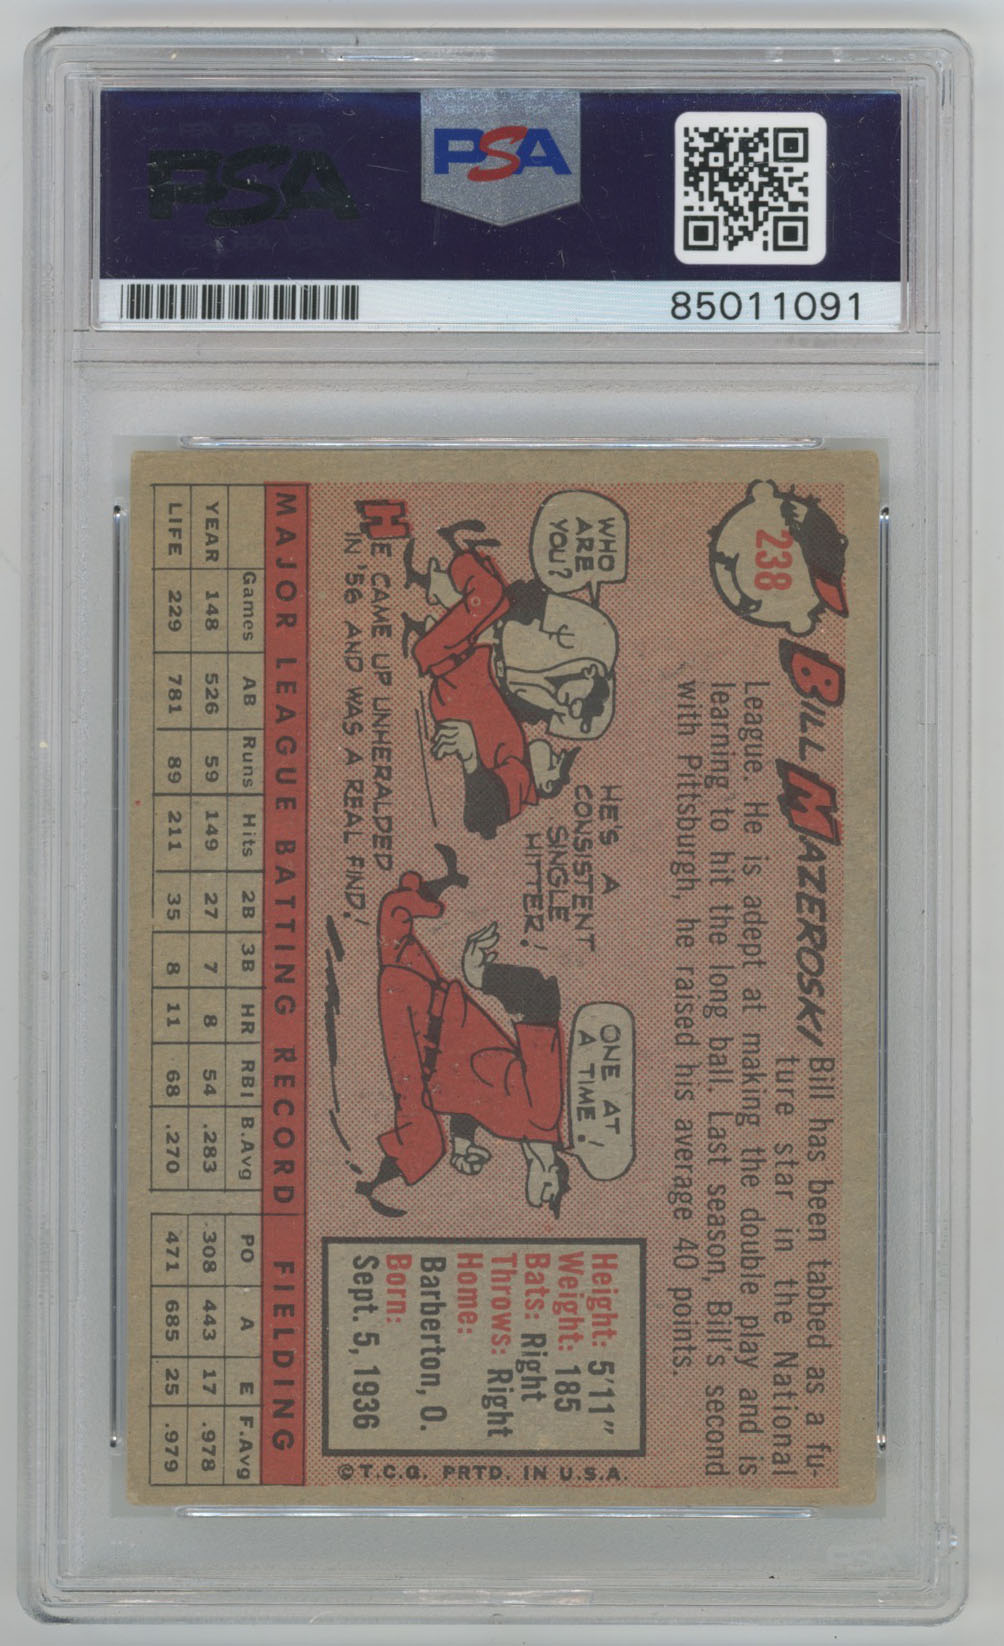 PSA
PSA
85011091
238
BILL MAZEROSKI
Bill has been tabbed as a fu-
ture star in the National
League. He is adept at making the double play and is
learning to hit the long ball. Last season, Bill's second
with Pittsburgh, he raised his average 40 points.
WHO
ARE
YOU?
HE'S A
CONSISTENT
SINGLE
HITTER!
ONE AT
A TIME!
HE CAME UP UNHERALDED
IN '56 AND WAS A REAL FIND!
Height: 5'11"
Weight: 185
Bats: Right
Throws: Right
Home:
Barberton, O.
Born:
Sept. 5, 1936
© T.C.G. PRTD. IN U.S.A.
MAJOR LEAGUE BATTING RECORD FIELDING
Games AB Runs Hits 2B 3B HR RBI B.Avg PO A E F.Avg
YEAR 148 526 59 149 27 7 8 54 .283 308 443 17 .978
LIFE 229 781 89 211 35 8 11 68 .270 471 685 25 .979